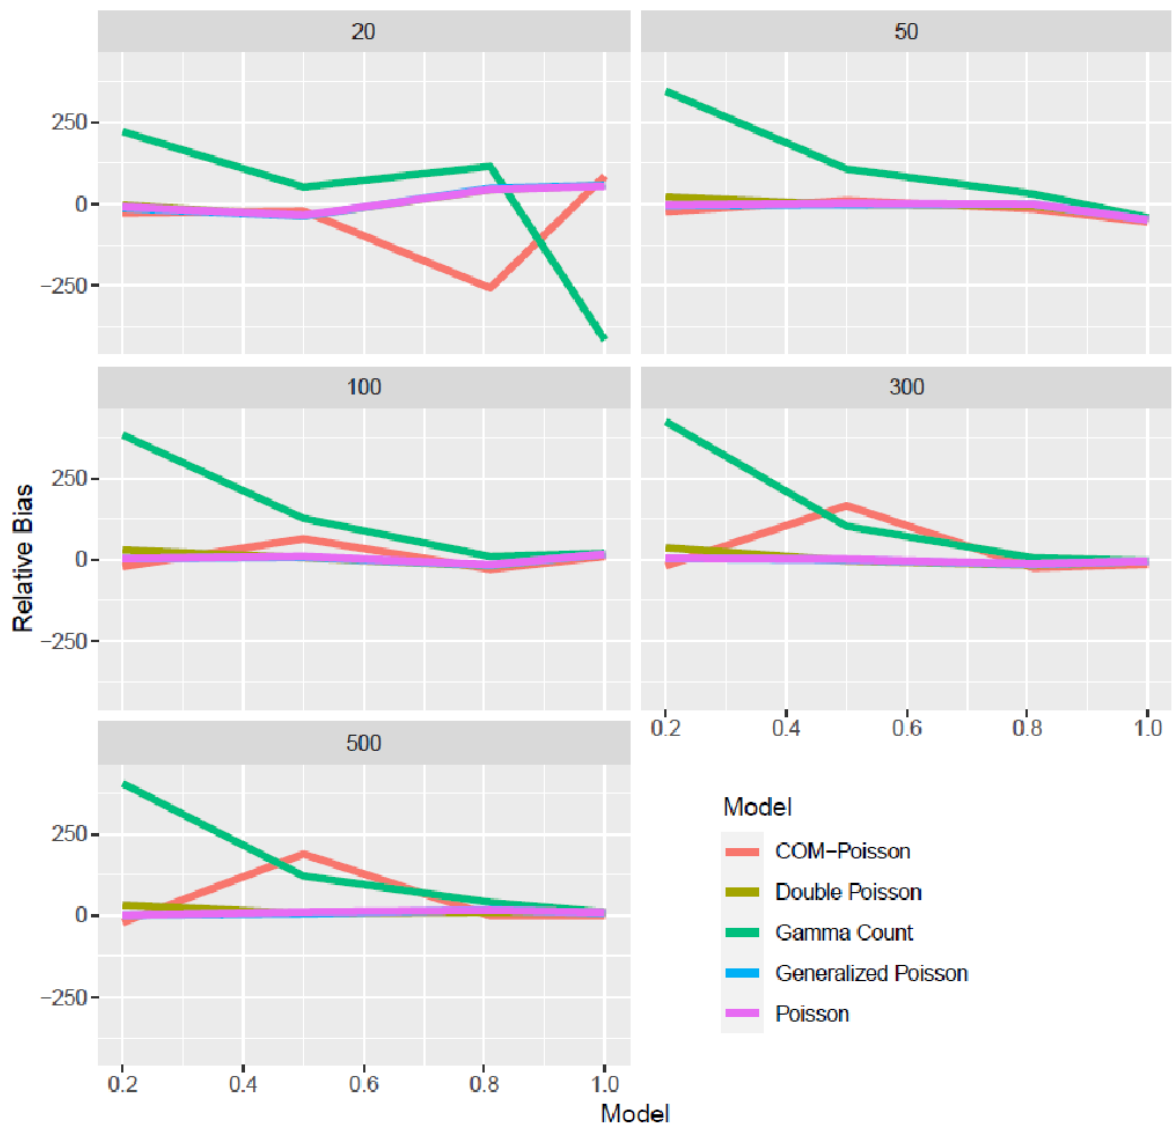 20
50
250
0
−250
100
300
250
0
−250
Relative Bias
0.2 0.4 0.6 0.8 1.0
500
250
0
−250
0.2 0.4 0.6 0.8 1.0
Model
Model
COM−Poisson
Double Poisson
Gamma Count
Generalized Poisson
Poisson